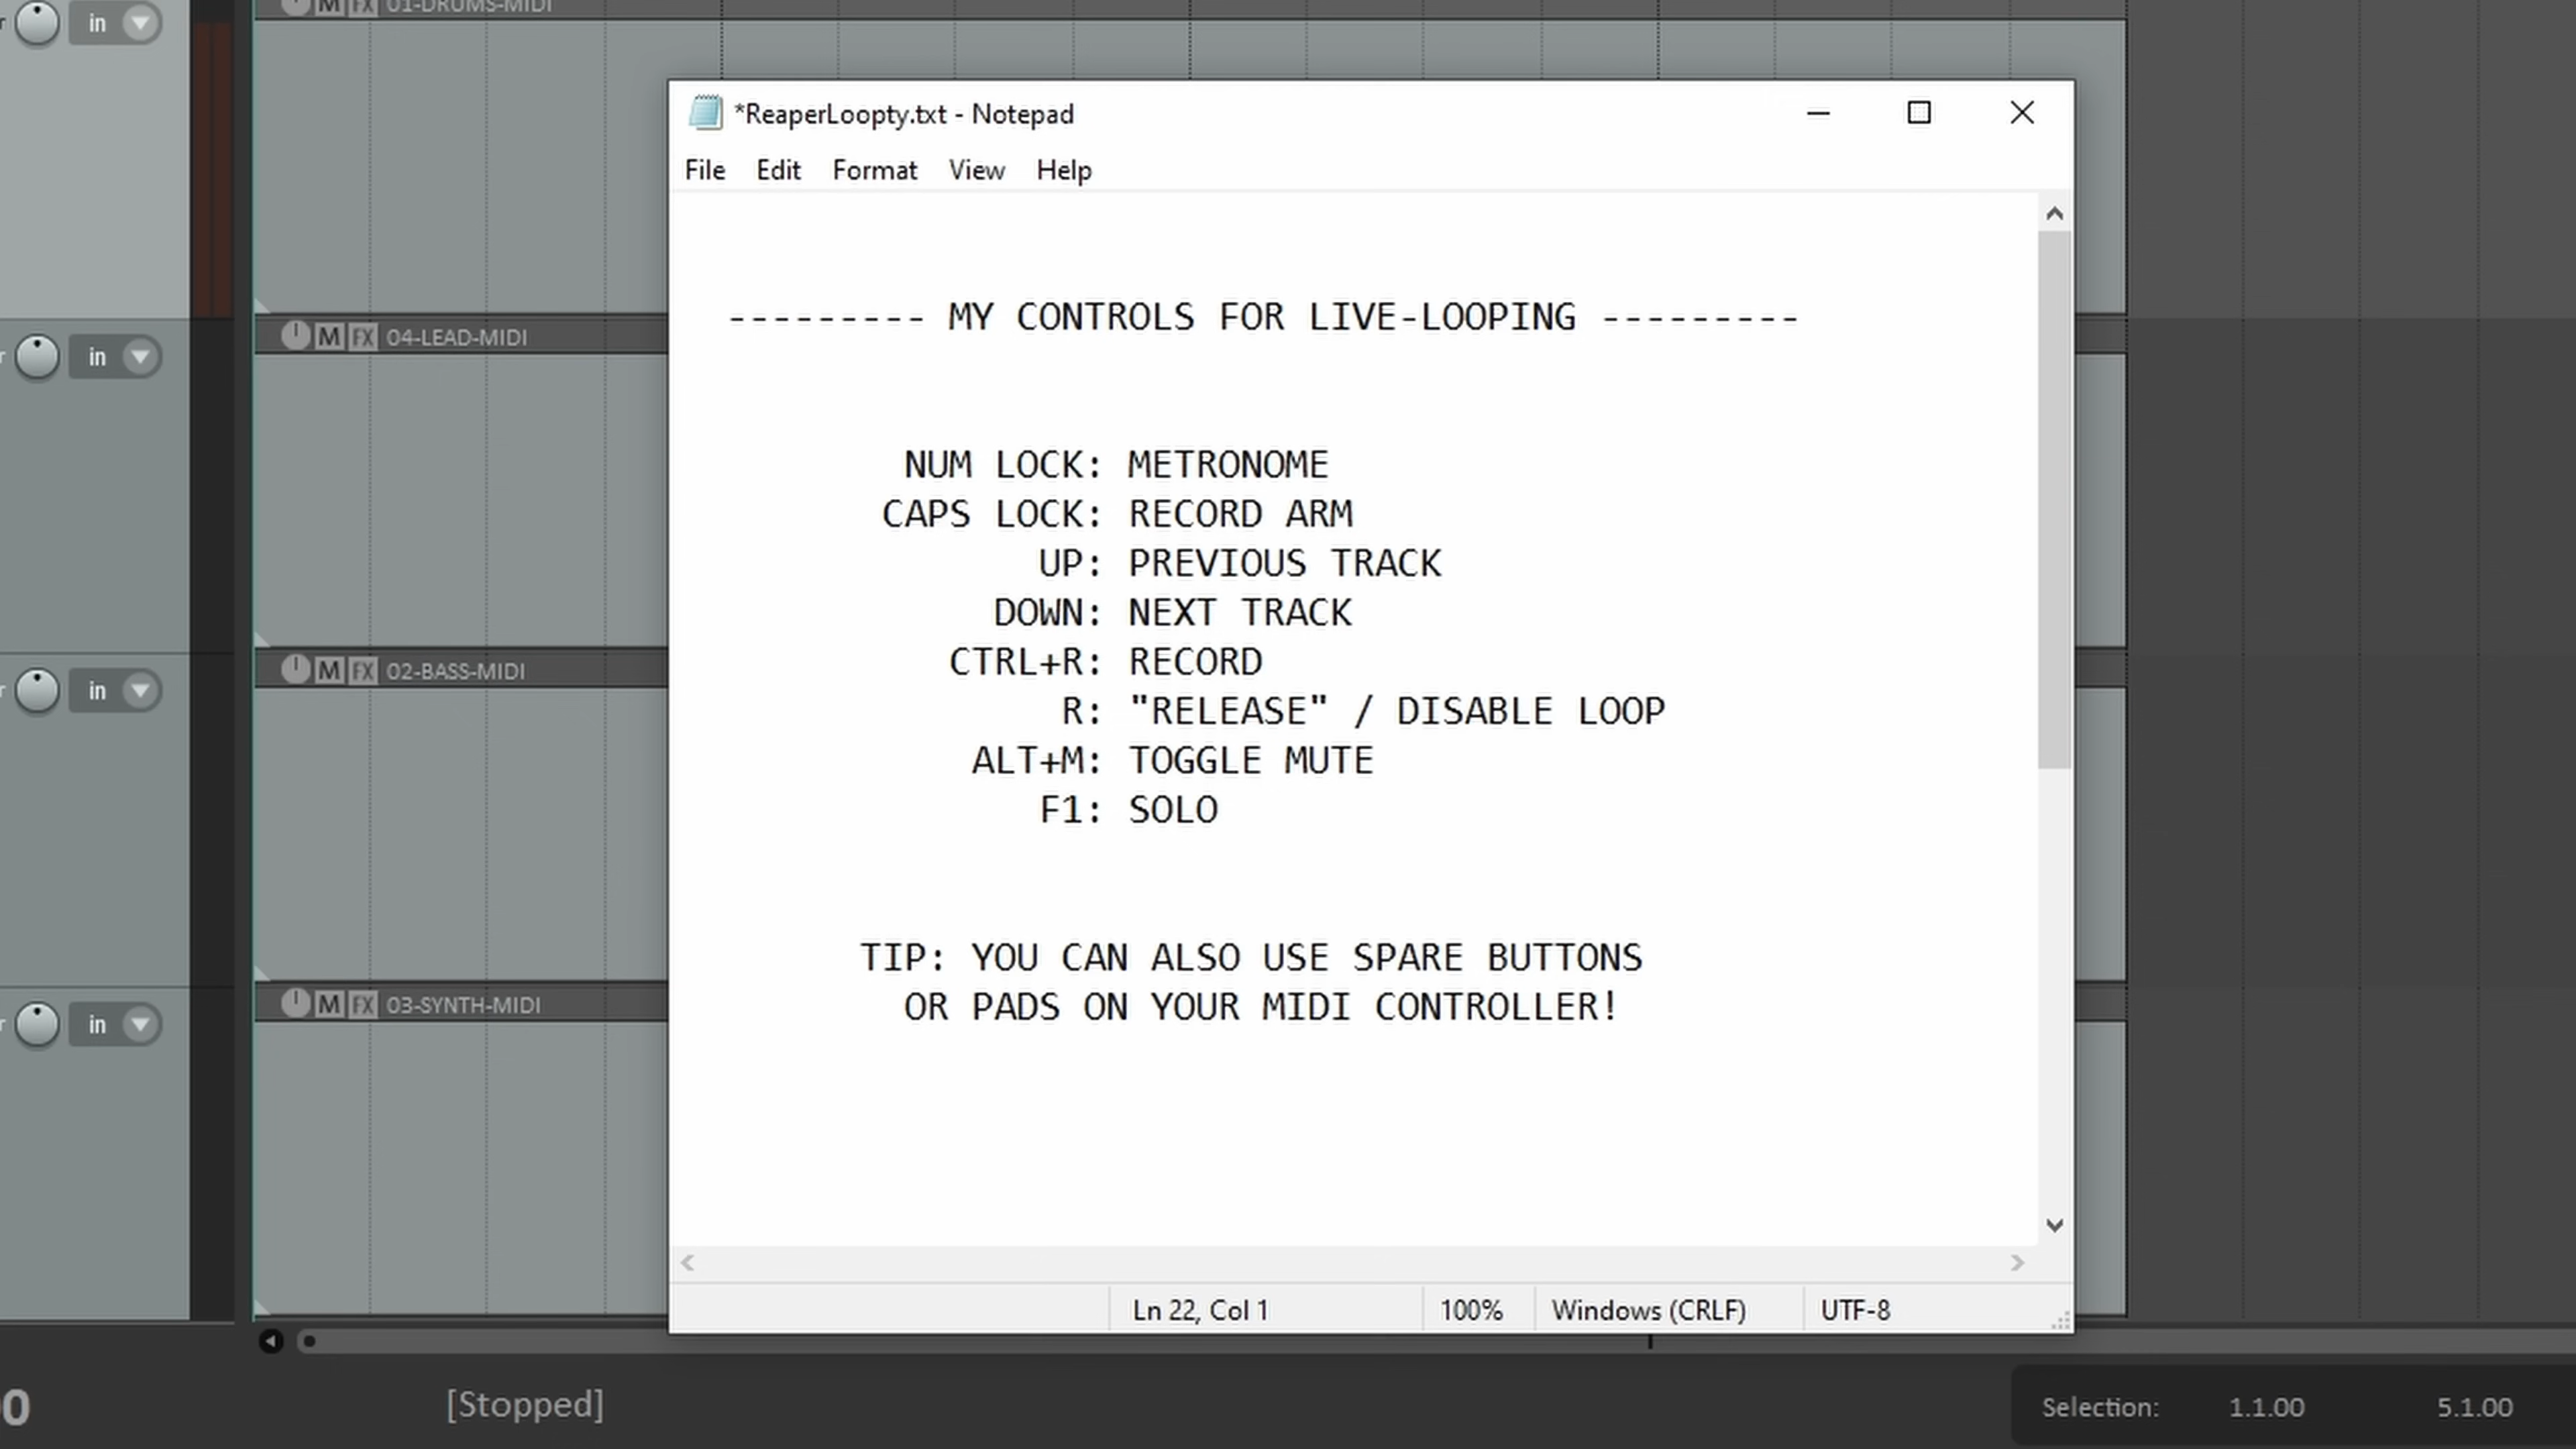 in
M FX 01-DRUMS-MIDI
*ReaperLoopty.txt - Notepad
File Edit Format View Help
--------- MY CONTROLS FOR LIVE-LOOPING ---------
in
M FX 04-LEAD-MIDI
NUM LOCK: METRONOME
CAPS LOCK: RECORD ARM
UP: PREVIOUS TRACK
DOWN: NEXT TRACK
CTRL+R: RECORD
in
M FX 02-BASS-MIDI
R: "RELEASE" / DISABLE LOOP
ALT+M: TOGGLE MUTE
F1: SOLO
TIP: YOU CAN ALSO USE SPARE BUTTONS
OR PADS ON YOUR MIDI CONTROLLER!
in
M FX 03-SYNTH-MIDI
Ln 22, Col 1 100% Windows (CRLF) UTF-8
[Stopped]
Selection: 1.1.00 5.1.00